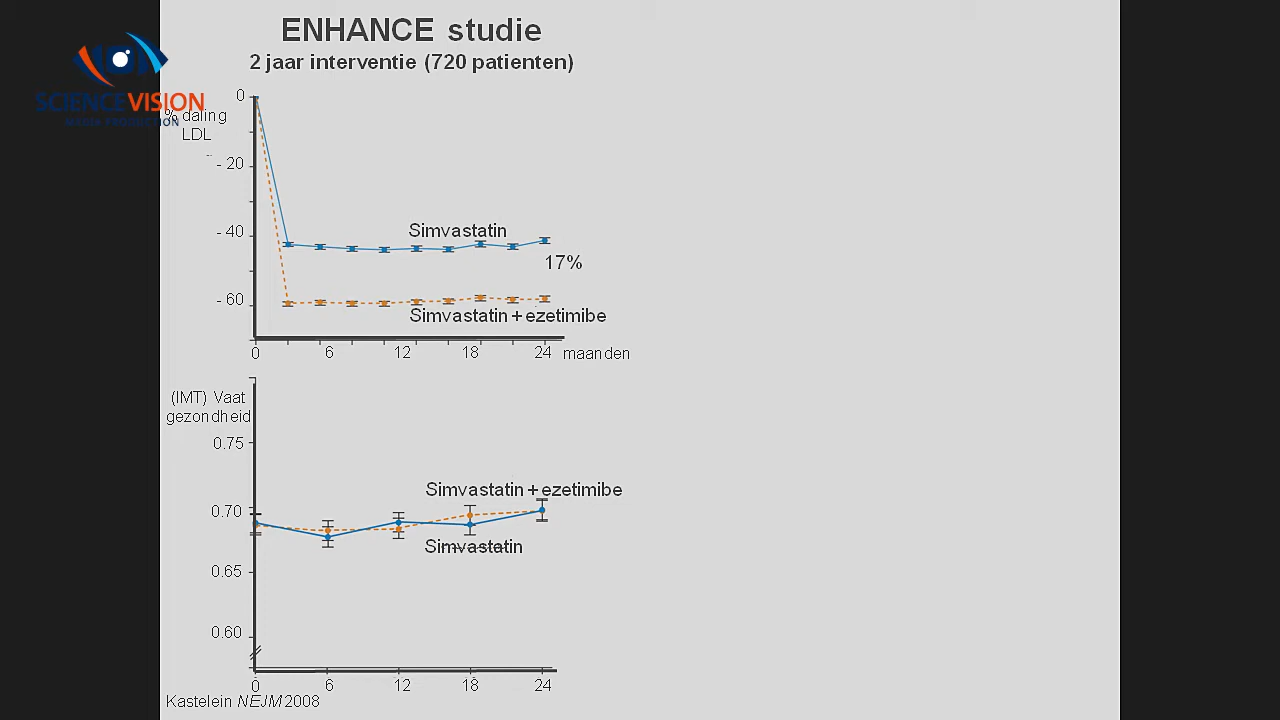 ENHANCE studie
2 jaar interventie (720 patienten)
SCIENCEVISION
MEDIA PRODUCTION
% daling
LDL
0
- 20
- 40
- 60
Simvastatin
17%
Simvastatin + ezetimibe
0 6 12 18 24 maanden
(IMT) Vaat
gezondheid
0.75
0.70
0.65
0.60
Simvastatin + ezetimibe
Simvastatin
0 6 12 18 24
Kastelein NEJM 2008